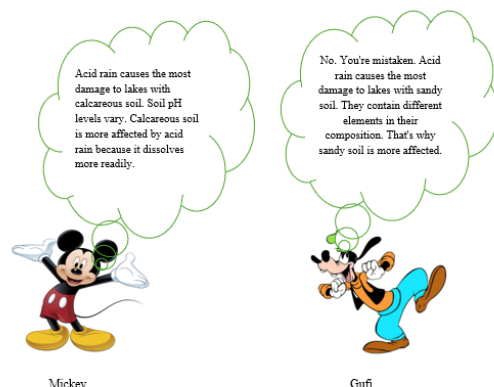 Acid rain causes the most
damage to lakes with
calcareous soil. Soil pH
levels vary. Calcareous soil
is more affected by acid
rain because it dissolves
more readily.
No. You're mistaken. Acid
rain causes the most
damage to lakes with sandy
soil. They contain different
elements in their
composition. That's why
sandy soil is more affected.
Mickey
Gufi